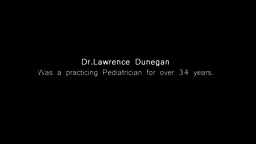 Dr.Lawrence Dunegan
Was a practicing Pediatrician for over 34 years.